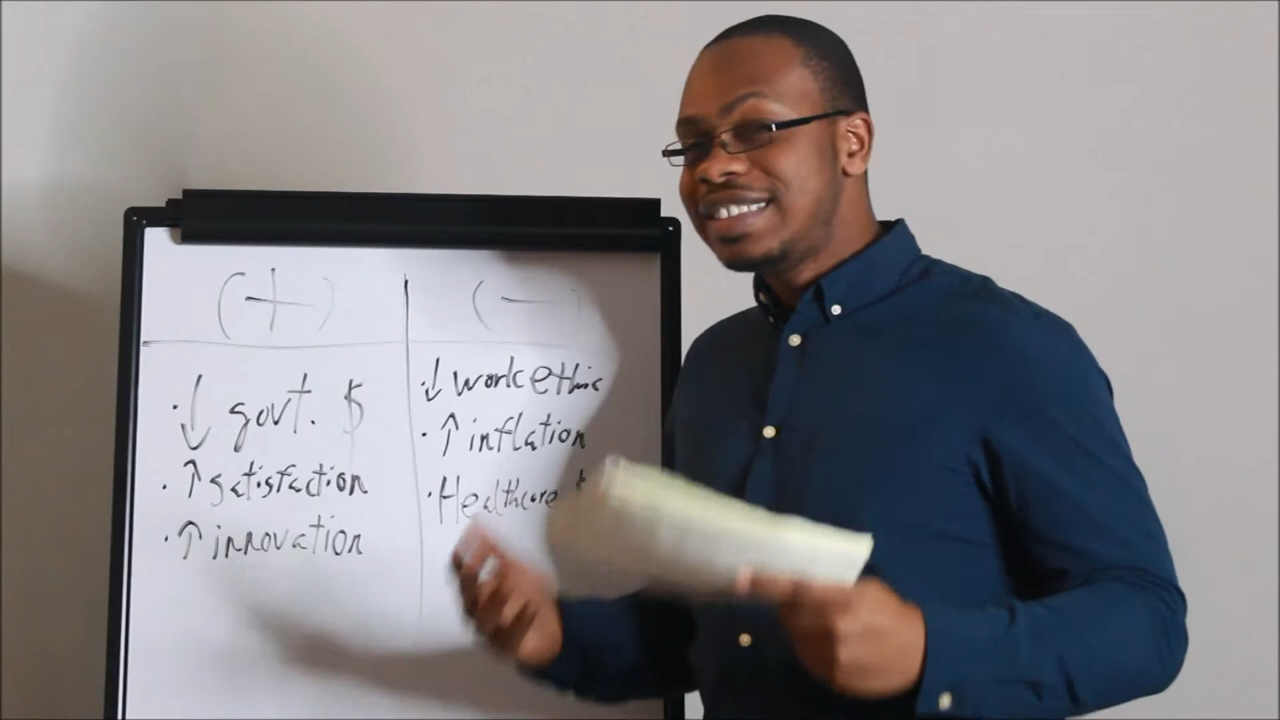 (+)
(−)
· ↓ govt. $
· ↑ satisfaction
· ↑ innovation
· ↓ work ethic
· ↑ inflation
· Healthcare